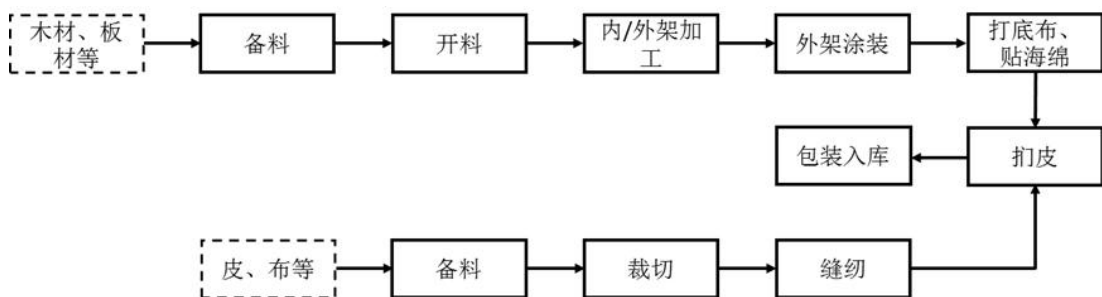 木材、板
材等
备料
开料
内/外架加
工
外架涂装
打底布、
贴海绵
包装入库
扪皮
皮、布等
备料
裁切
缝纫